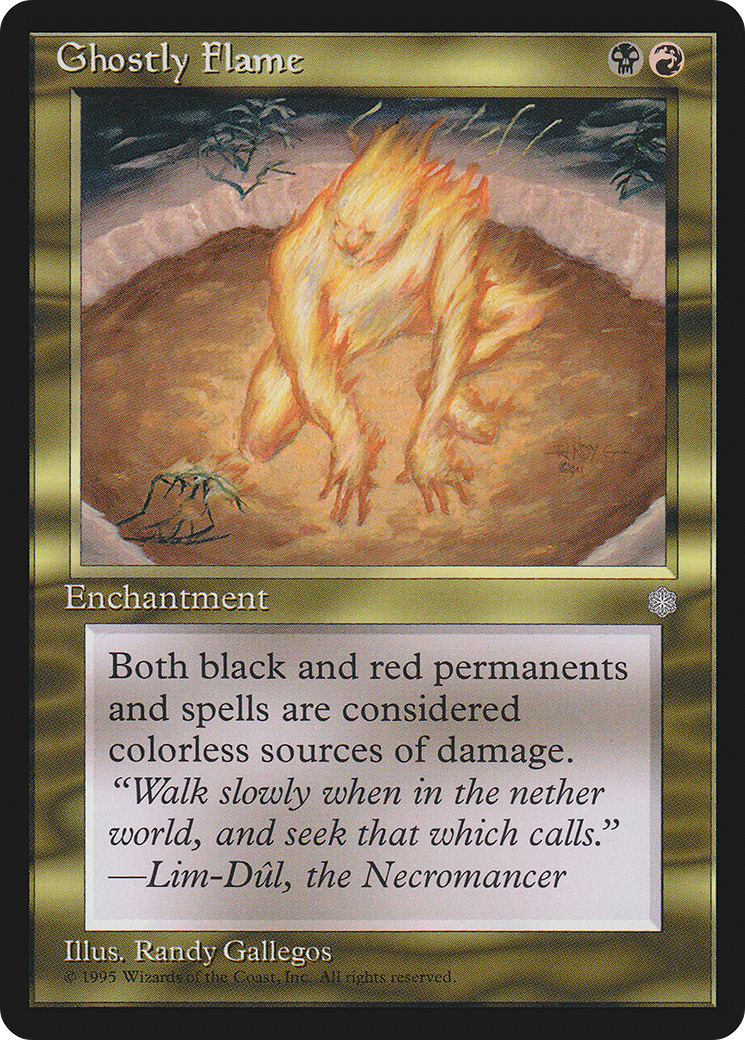 Ghostly Flame
RANDY G
Enchantment
Both black and red permanents
and spells are considered
colorless sources of damage.
“Walk slowly when in the nether
world, and seek that which calls.”
—Lim-Dûl, the Necromancer
Illus. Randy Gallegos
© 1995 Wizards of the Coast, Inc. All rights reserved.